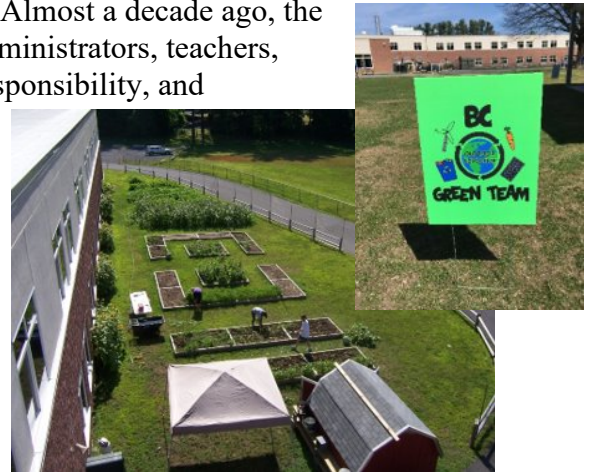 Almost a decade ago, the
ministrators, teachers,
sponsibility, and
BC
GREEN TEAM